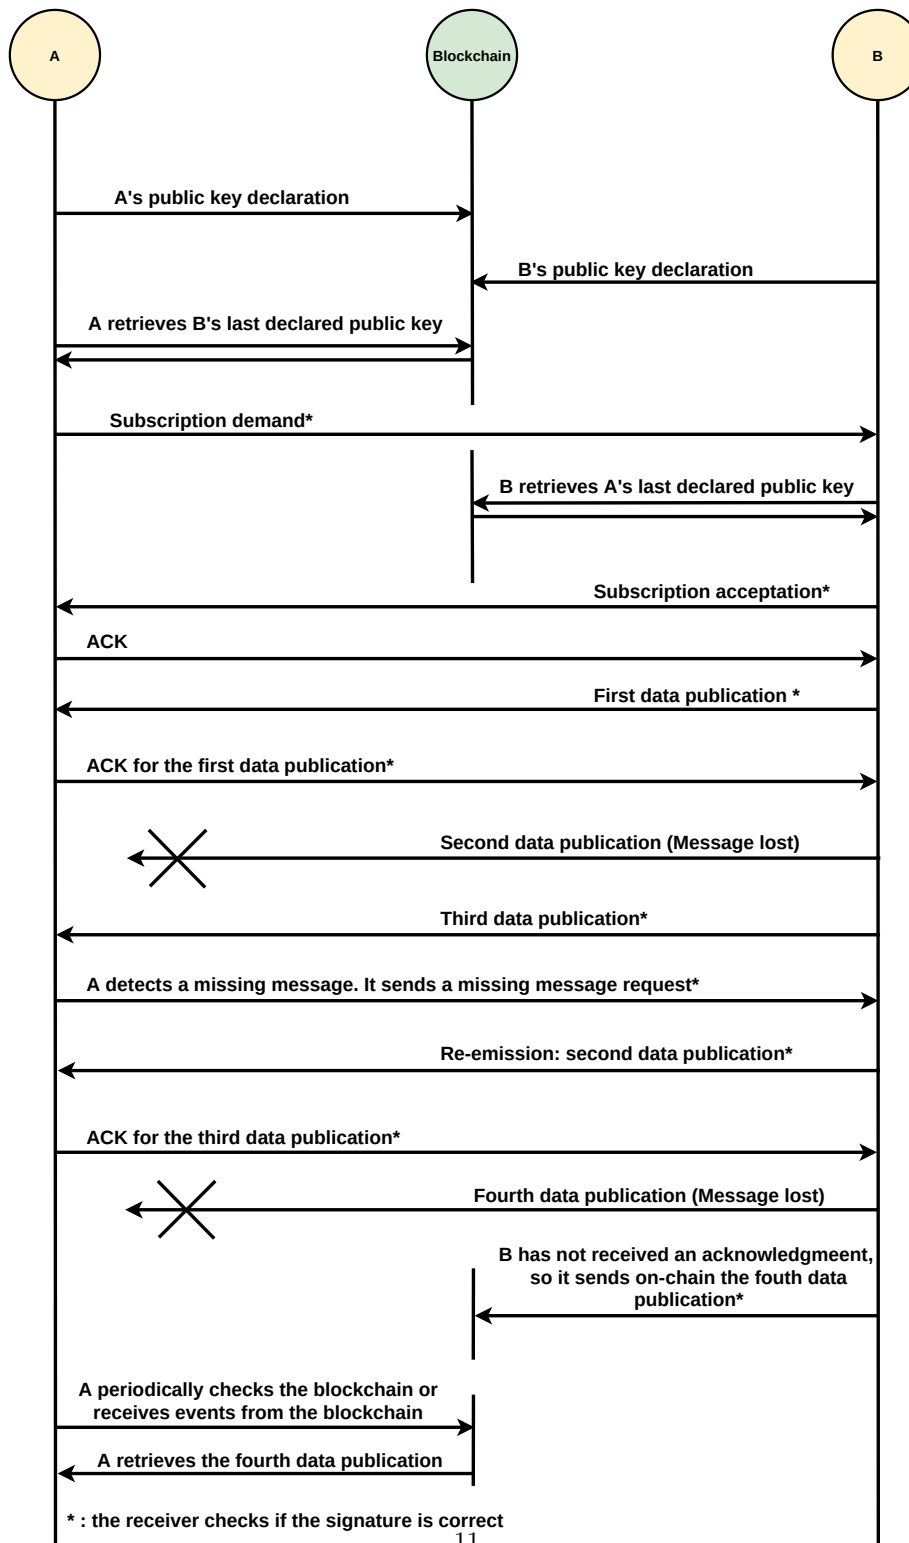 A
Blockchain
B
A's public key declaration
B's public key declaration
A retrieves B's last declared public key
Subscription demand*
B retrieves A's last declared public key
Subscription acceptation*
ACK
First data publication *
ACK for the first data publication*
Second data publication (Message lost)
Third data publication*
A detects a missing message. It sends a missing message request*
Re-emission: second data publication*
ACK for the third data publication*
Fourth data publication (Message lost)
B has not received an acknowledgmeent,
so it sends on-chain the fouth data
publication*
A periodically checks the blockchain or
receives events from the blockchain
A retrieves the fourth data publication
* : the receiver checks if the signature is correct
11